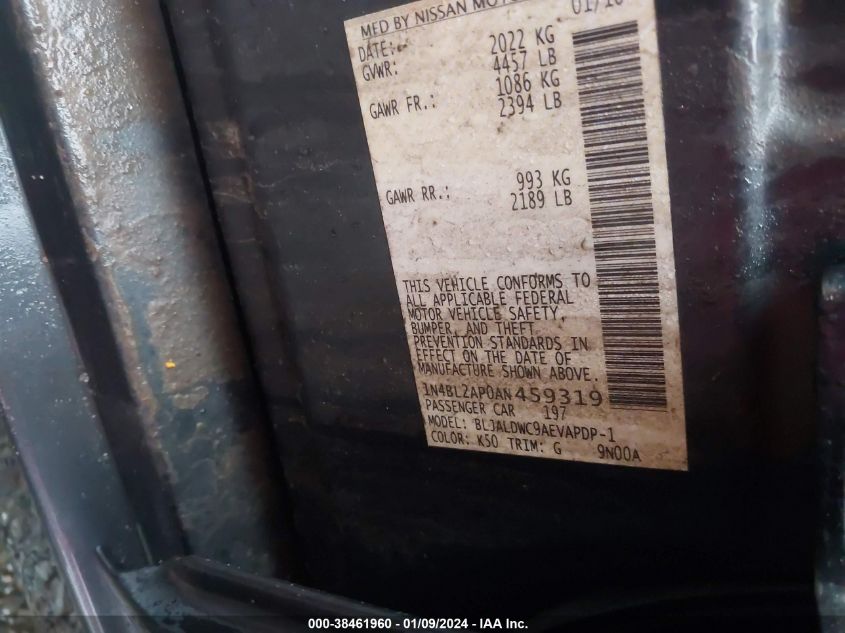 MFD BY NISSAN MOTO
01/10
DATE:
GVWR: 2022 KG
4457 LB
GAWR FR.: 1086 KG
2394 LB
GAWR RR.: 993 KG
2189 LB
THIS VEHICLE CONFORMS TO
ALL APPLICABLE FEDERAL
MOTOR VEHICLE SAFETY,
BUMPER, AND THEFT
PREVENTION STANDARDS IN
EFFECT ON THE DATE OF
MANUFACTURE SHOWN ABOVE.
1N4BL2AP0AN459319
PASSENGER CAR 197
MODEL: BLJALDWC9AEVAPDP-1
COLOR: K50 TRIM: G 9N00A
000-38461960 - 01/09/2024 - IAA Inc.